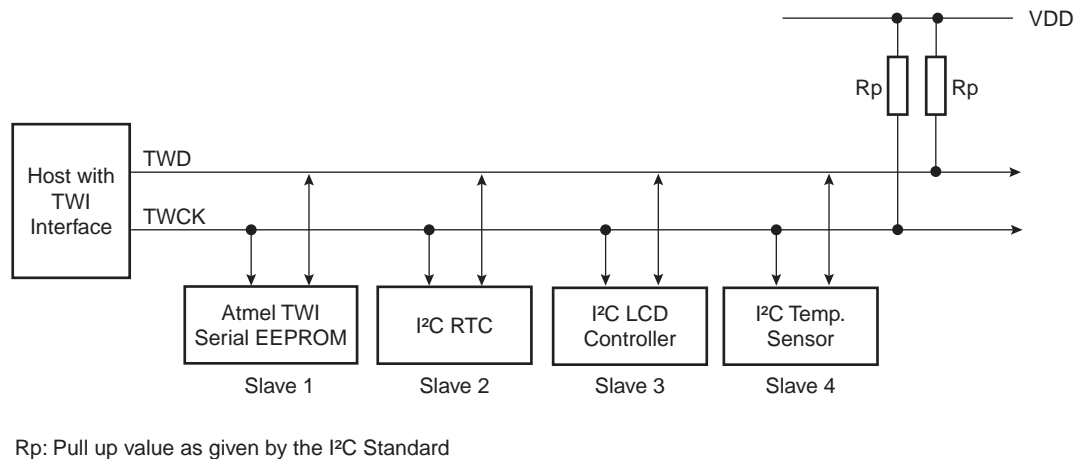 VDD
Rp
Rp
Host with
TWI
Interface
TWD
TWCK
Atmel TWI
Serial EEPROM
I²C RTC
I²C LCD
Controller
I²C Temp.
Sensor
Slave 1
Slave 2
Slave 3
Slave 4
Rp: Pull up value as given by the I²C Standard